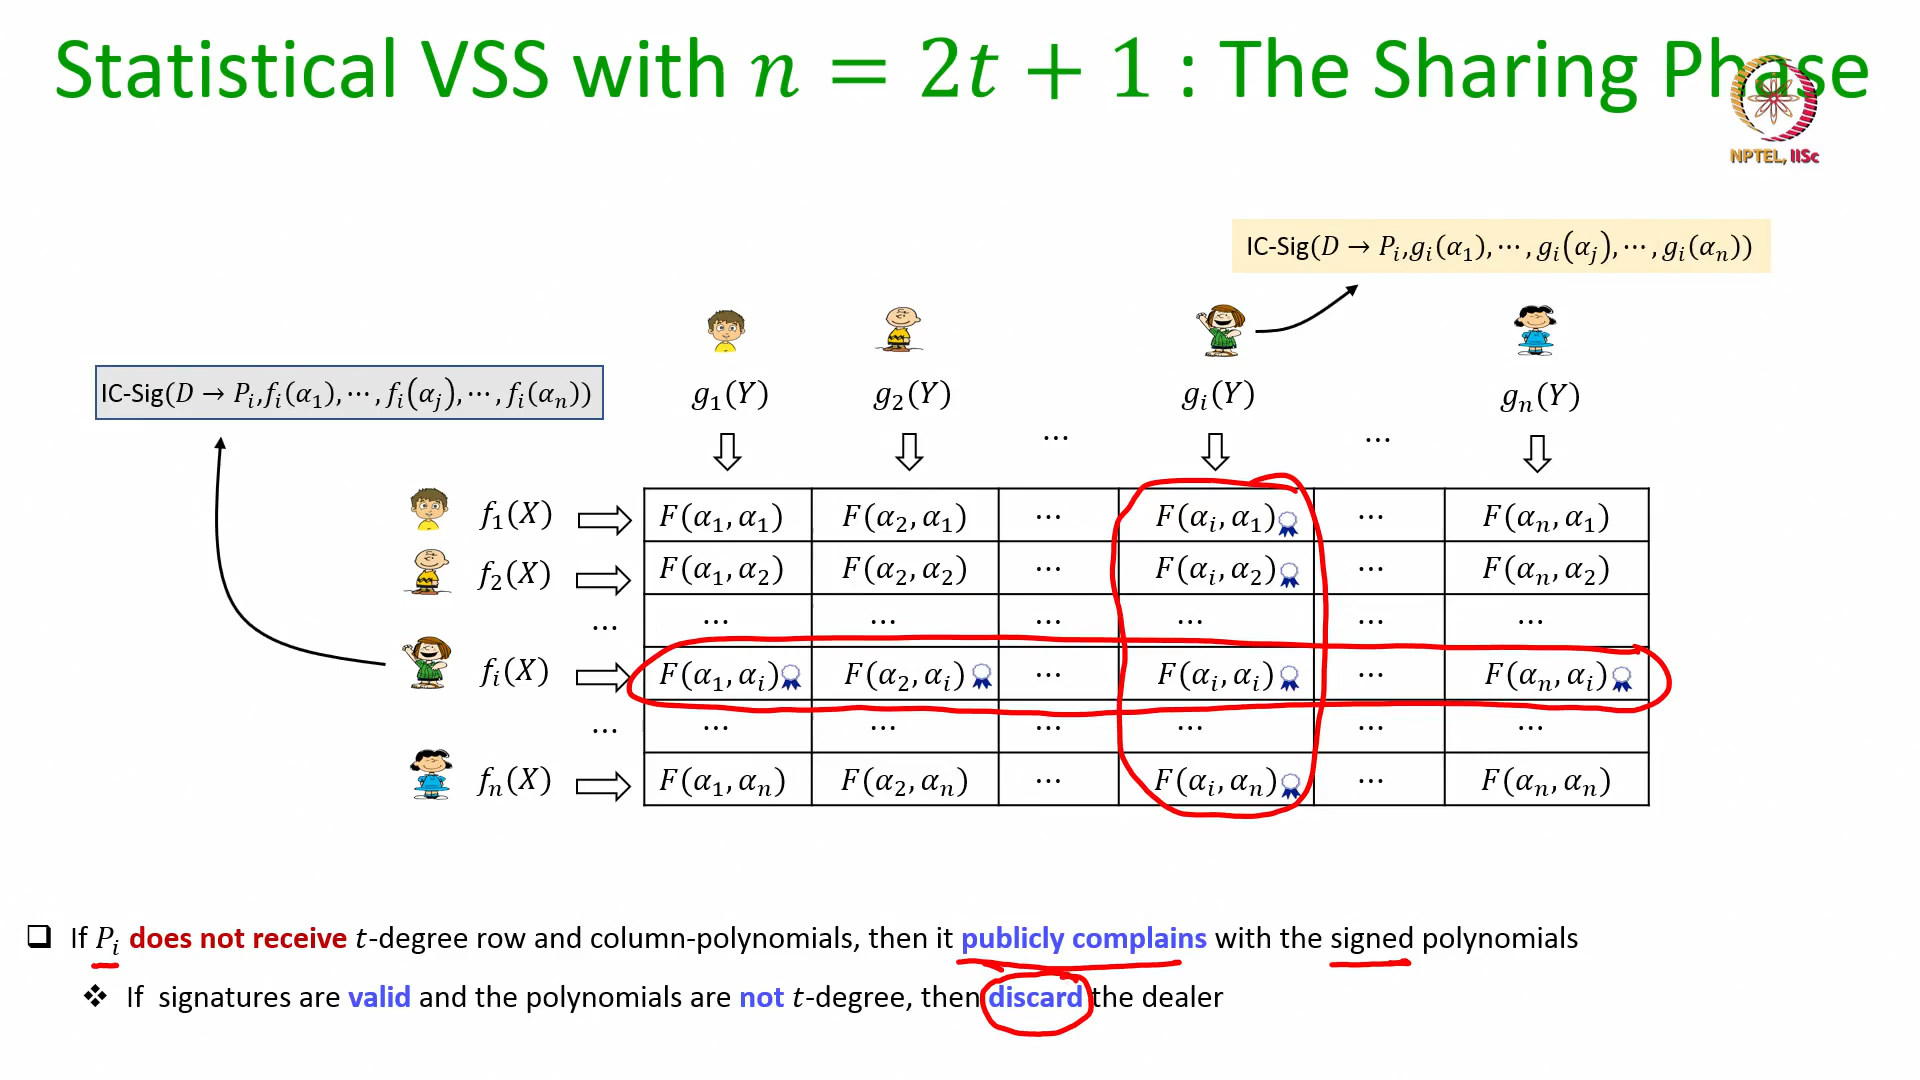 Statistical VSS with n = 2t + 1 : The Sharing Phase
NPTEL, IISc
IC-Sig(D → P_i, g_i(α_1), ⋯ , g_i(α_j), ⋯ , g_i(α_n))
IC-Sig(D → P_i, f_i(α_1), ⋯ , f_i(α_j), ⋯ , f_i(α_n))
g_1(Y) g_2(Y) ⋯ g_i(Y) ⋯ g_n(Y)
f_1(X) F(α_1, α_1) F(α_2, α_1) ⋯ F(α_i, α_1) ⋯ F(α_n, α_1)
f_2(X) F(α_1, α_2) F(α_2, α_2) ⋯ F(α_i, α_2) ⋯ F(α_n, α_2)
⋯ ⋯ ⋯ ⋯ ⋯ ⋯ ⋯
f_i(X) F(α_1, α_i) F(α_2, α_i) ⋯ F(α_i, α_i) ⋯ F(α_n, α_i)
⋯ ⋯ ⋯ ⋯ ⋯ ⋯ ⋯
f_n(X) F(α_1, α_n) F(α_2, α_n) ⋯ F(α_i, α_n) ⋯ F(α_n, α_n)
❑ If P_i does not receive t-degree row and column-polynomials, then it publicly complains with the signed polynomials
❖ If signatures are valid and the polynomials are not t-degree, then discard the dealer